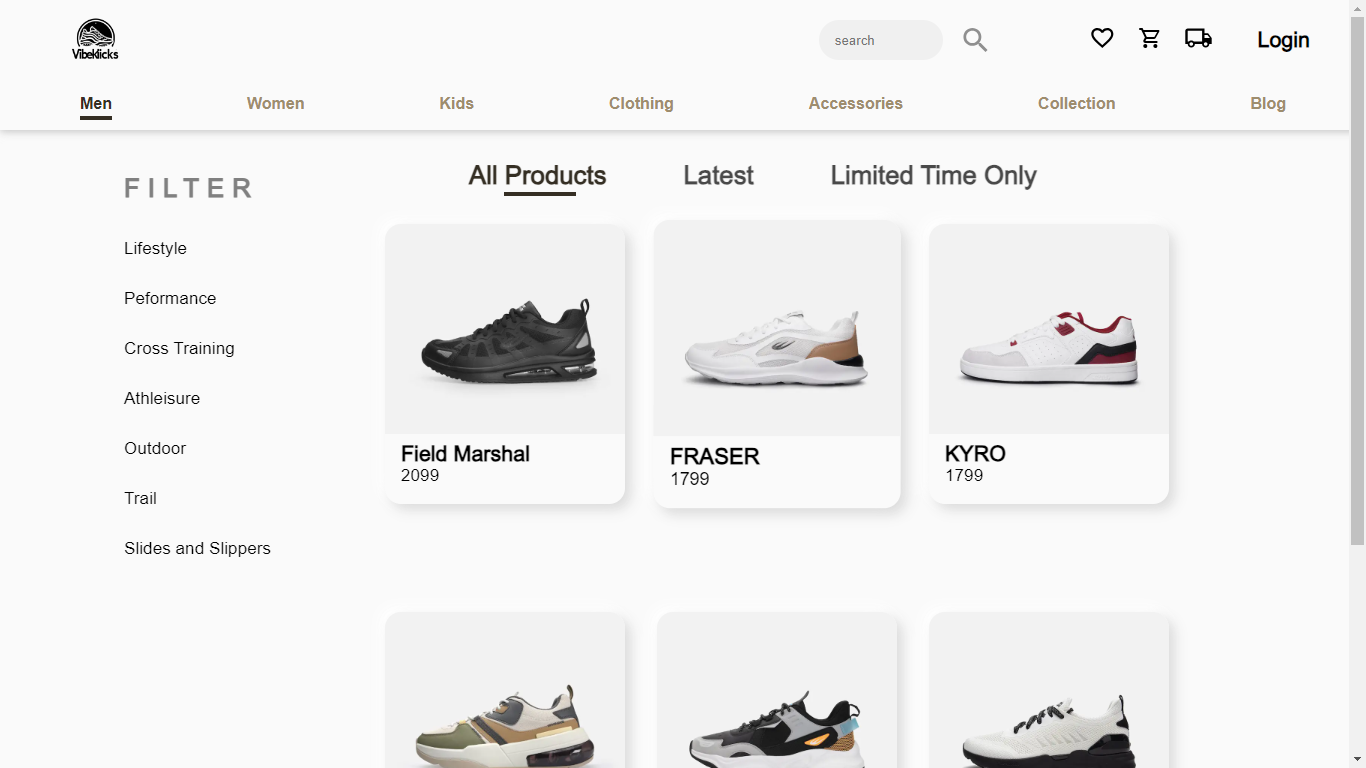 Vibeklicks
search
Login
Men
Women
Kids
Clothing
Accessories
Collection
Blog
FILTER
Lifestyle
Peformance
Cross Training
Athleisure
Outdoor
Trail
Slides and Slippers
All Products
Latest
Limited Time Only
Field Marshal
2099
FRASER
1799
KYRO
1799